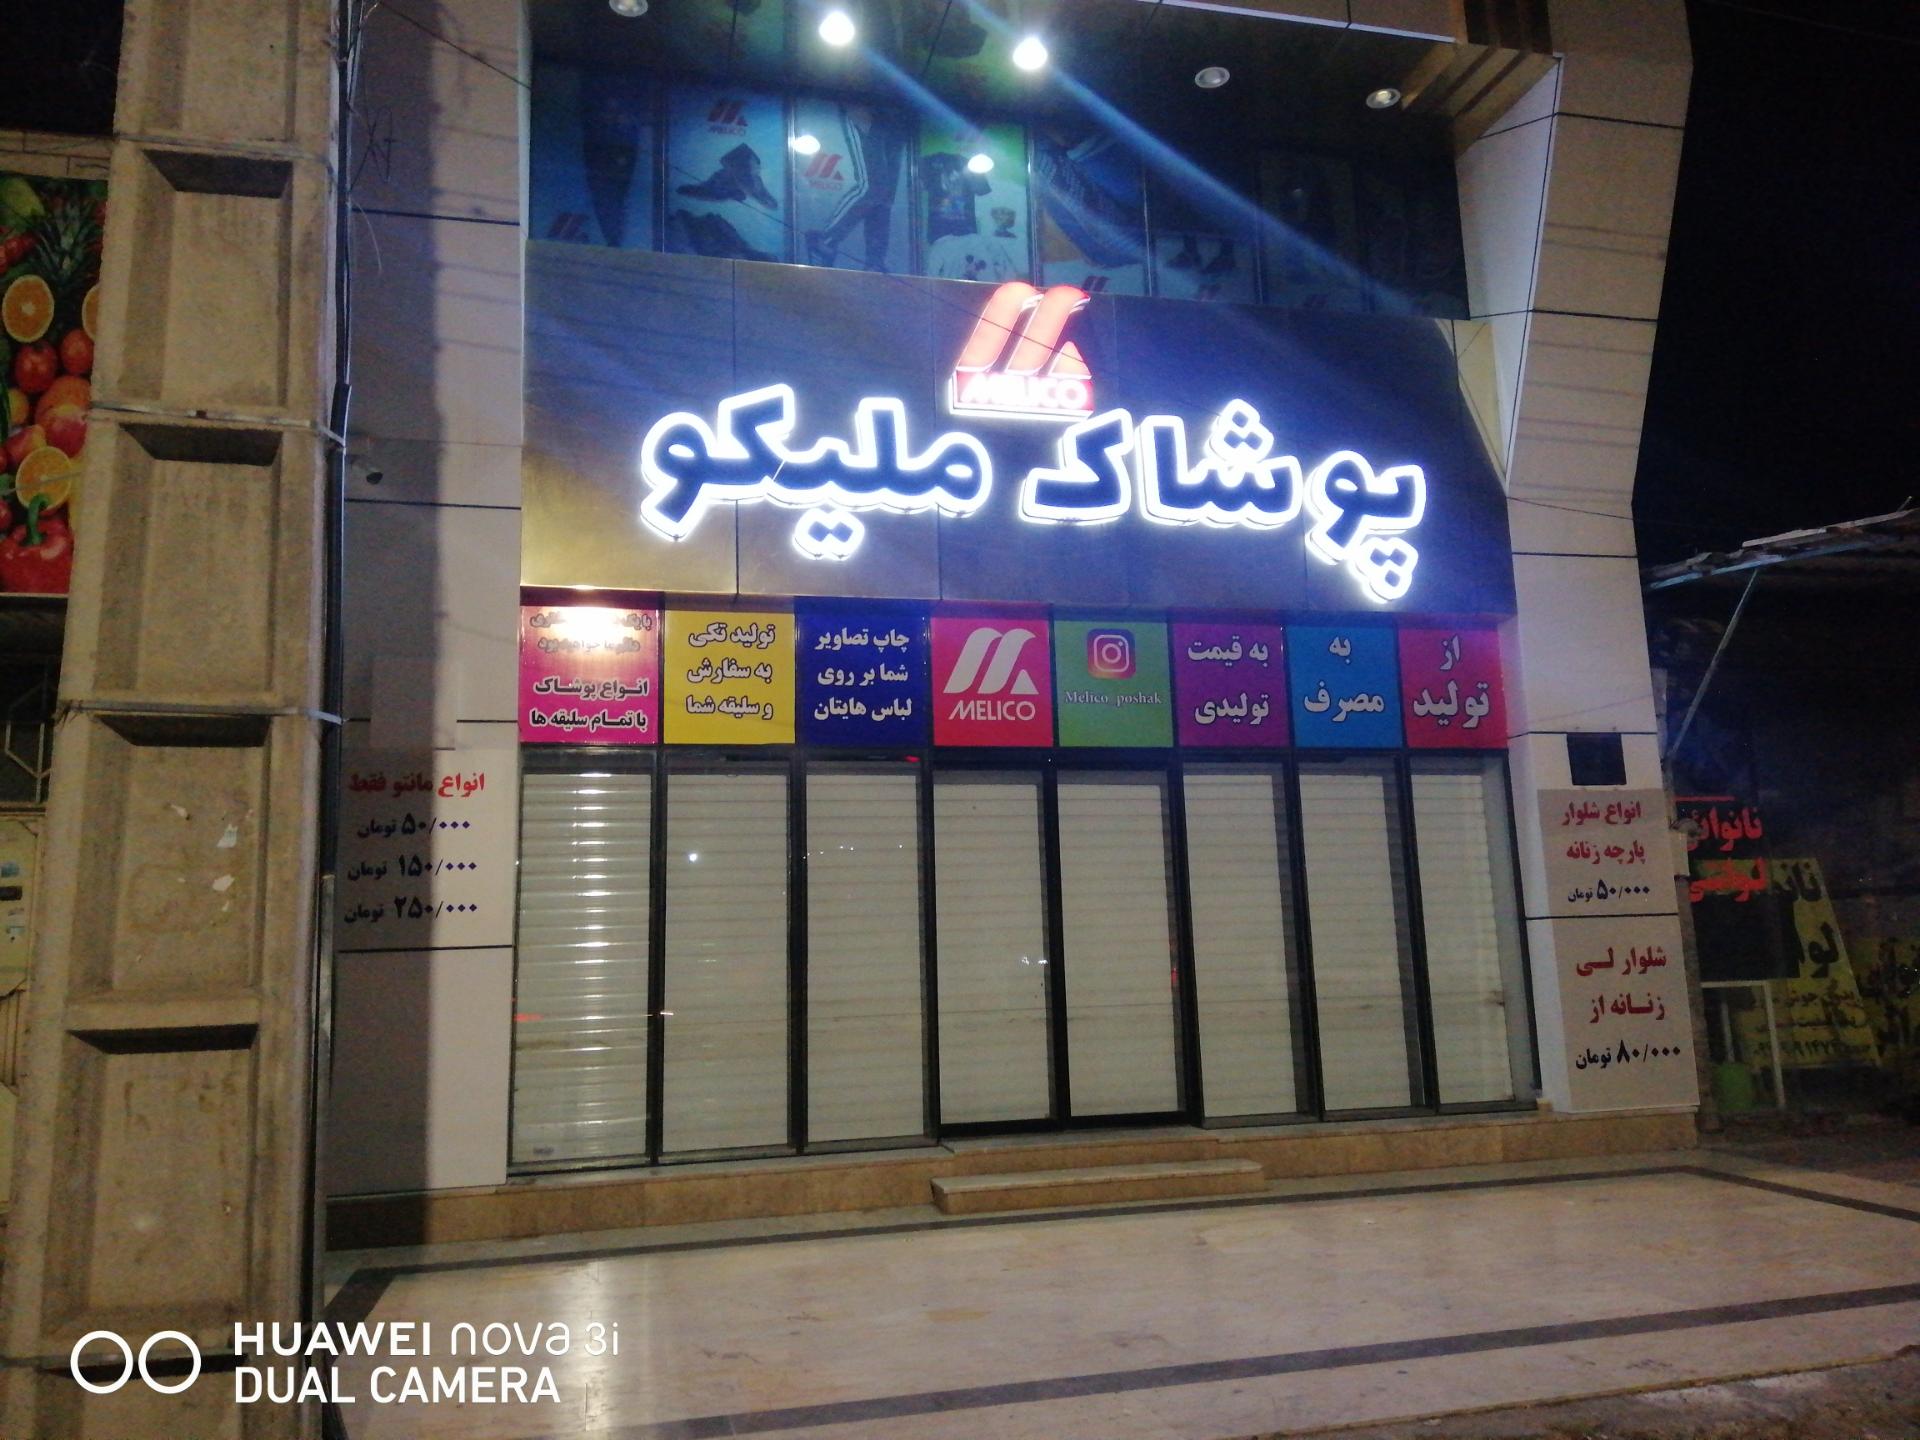 MELICO
MELICO
MELICO
پوشاک ملیکو
از
تولید
به
مصرف
به قیمت
تولیدی
Melico_poshak
MELICO
چاپ تصاویر
شما بر روی
لباس هایتان
تولید تکی
به سفارش
و سلیقه شما
انواع پوشاک
با تمام سلیقه ها
انواع مانتو فقط
۵۰/۰۰۰ تومان
۱۵۰/۰۰۰ تومان
۲۵۰/۰۰۰ تومان
انواع شلوار
پارچه زنانه
۵۰/۰۰۰ تومان
شلوار لی
زنانه از
۸۰/۰۰۰ تومان
HUAWEI nova 3i
DUAL CAMERA